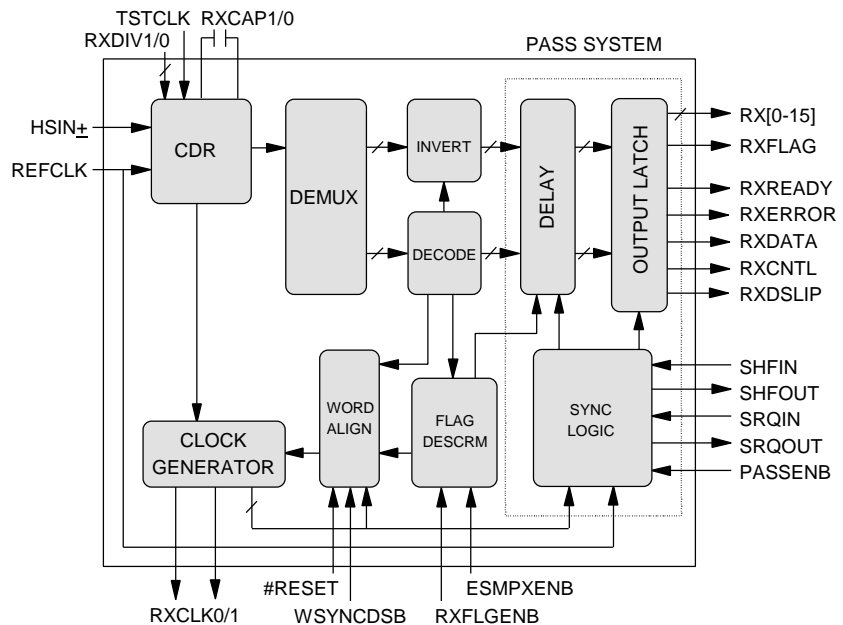 TSTCLK RXCAP1/0
RXDIV1/0
PASS SYSTEM
HSIN±
REFCLK
CDR
DEMUX
INVERT
DECODE
DELAY
OUTPUT LATCH
RX[0-15]
RXFLAG
RXREADY
RXERROR
RXDATA
RXCNTL
RXDSLIP
WORD
ALIGN
FLAG
DESCRM
SYNC
LOGIC
SHFIN
SHFOUT
SRQIN
SRQOUT
PASSENB
CLOCK
GENERATOR
#RESET
ESMPXENB
RXCLK0/1
WSYNCDSB
RXFLGENB